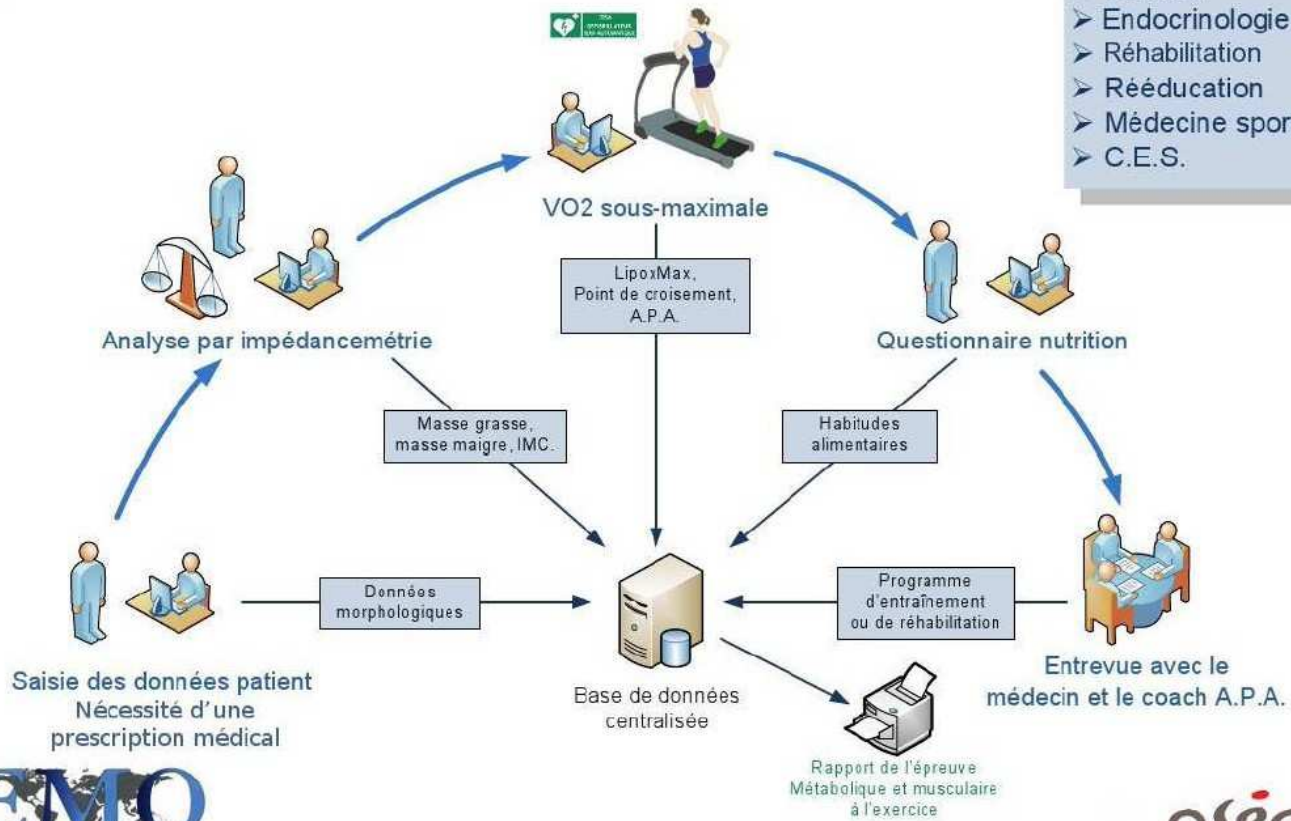 Endocrinologie
Réhabilitation
Rééducation
Médecine spor
C.E.S.
VO2 sous-maximale
LipoxMax,
Point de croisement,
A.P.A.
Analyse par impédancemétrie
Questionnaire nutrition
Masse grasse,
masse maigre, IMC.
Habitudes
alimentaires
Données
morphologiques
Programme
d'entraînement
ou de réhabilitation
Saisie des données patient
Nécessité d'une
prescription médical
Base de données
centralisée
Entrevue avec le
médecin et le coach A.P.A.
Rapport de l'épreuve
Métabolique et musculaire
à l'exercice